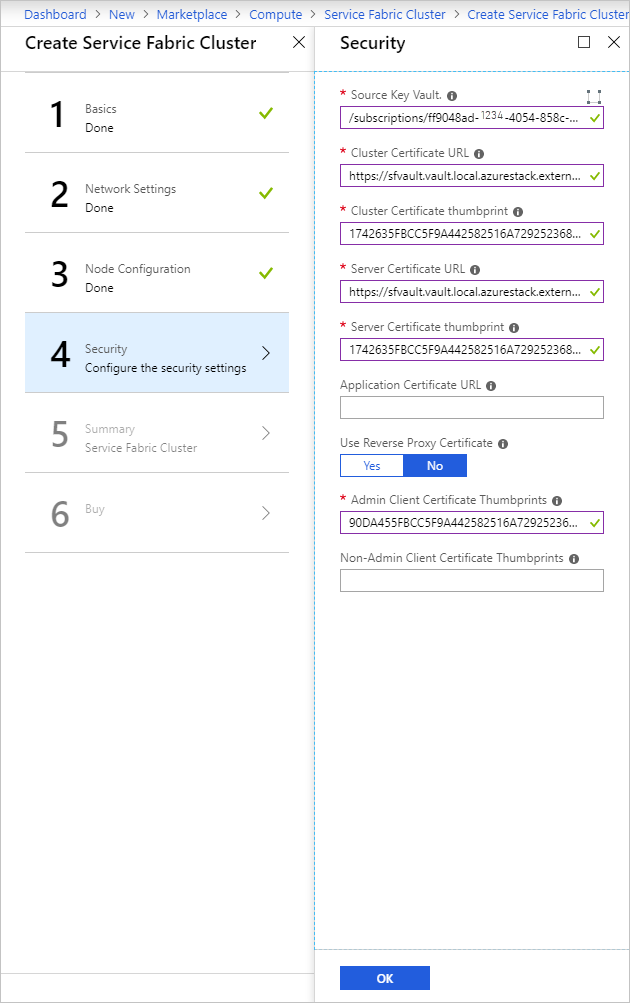 Dashboard > New > Marketplace > Compute > Service Fabric Cluster > Create Service Fabric Cluster
Create Service Fabric Cluster
1
Basics
Done
2
Network Settings
Done
3
Node Configuration
Done
4
Security
Configure the security settings
5
Summary
Service Fabric Cluster
6
Buy
Security
* Source Key Vault.
/subscriptions/ff9048ad-1234-4054-858c-...
* Cluster Certificate URL
https://sfvault.vault.local.azurestack.extern...
* Cluster Certificate thumbprint
1742635FBCC5F9A442582516A729252368...
* Server Certificate URL
https://sfvault.vault.local.azurestack.extern...
* Server Certificate thumbprint
1742635FBCC5F9A442582516A729252368...
Application Certificate URL
Use Reverse Proxy Certificate
Yes No
* Admin Client Certificate Thumbprints
90DA455FBCC5F9A442582516A72925236...
Non-Admin Client Certificate Thumbprints
OK